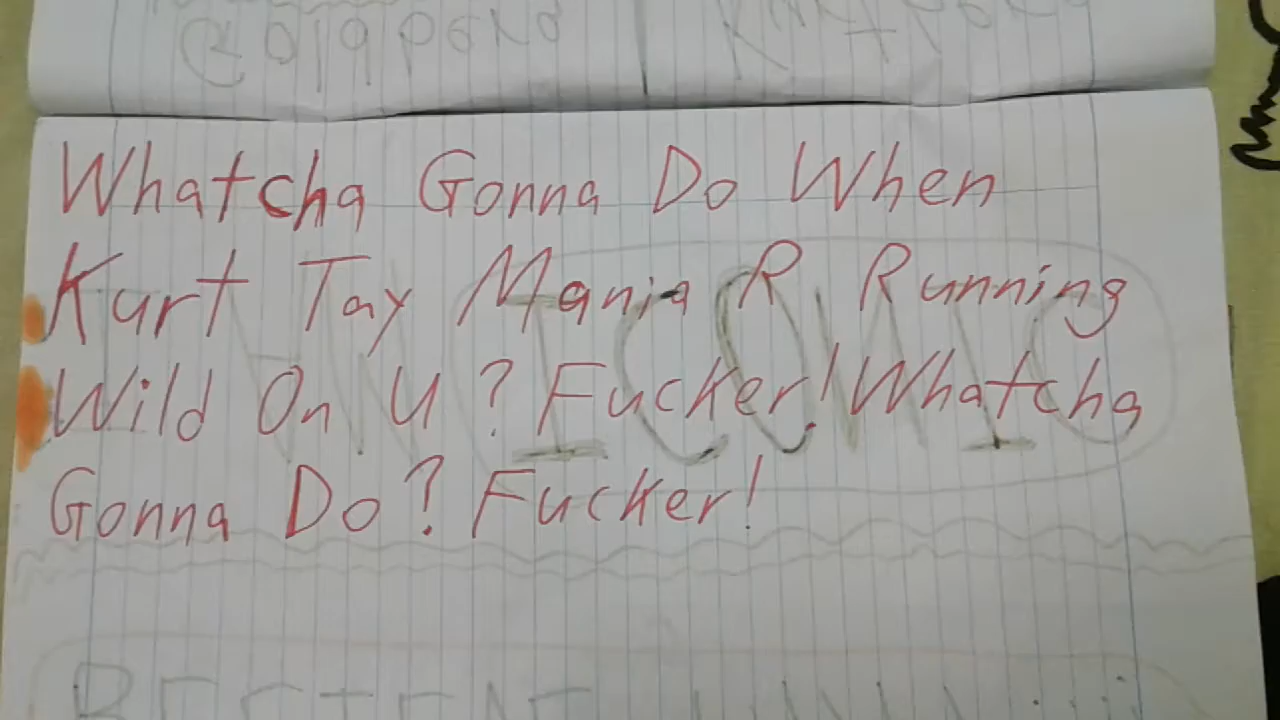 Whatcha Gonna Do When
Kurt Tay Mania R Running
Wild On U? Fucker! Whatcha
Gonna Do? Fucker!